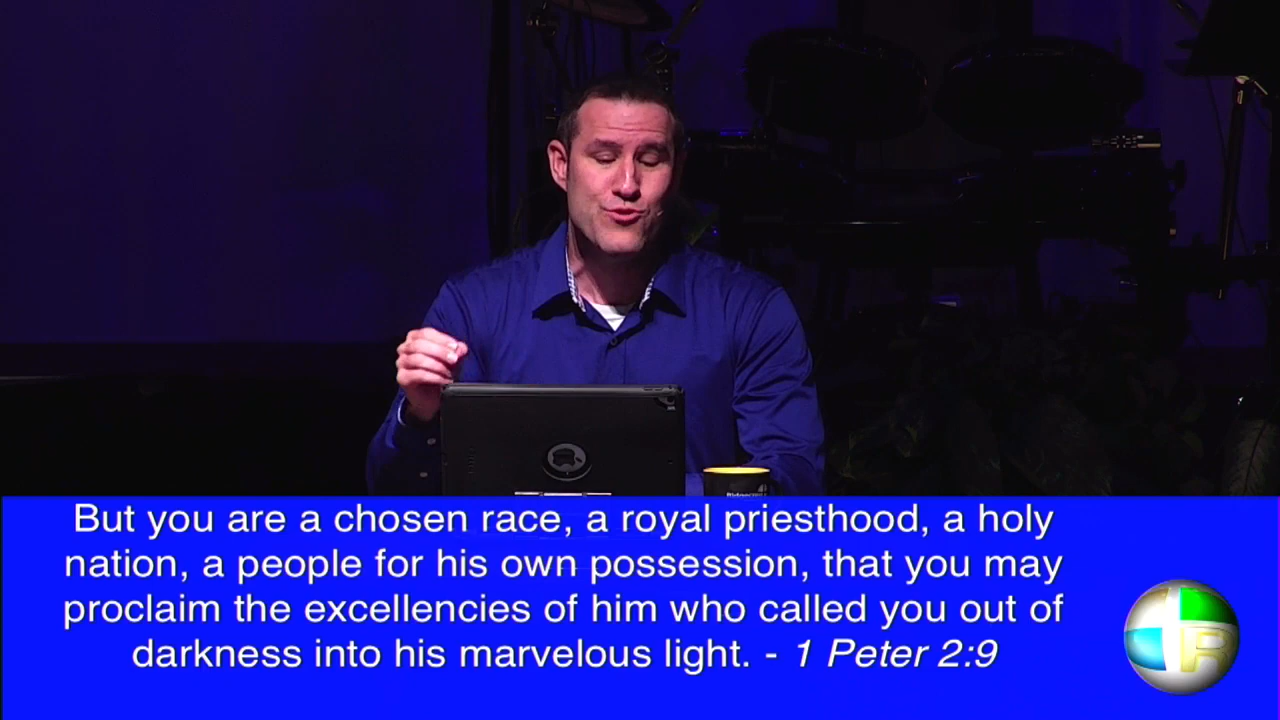 But you are a chosen race, a royal priesthood, a holy
nation, a people for his own possession, that you may
proclaim the excellencies of him who called you out of
darkness into his marvelous light. - 1 Peter 2:9
R